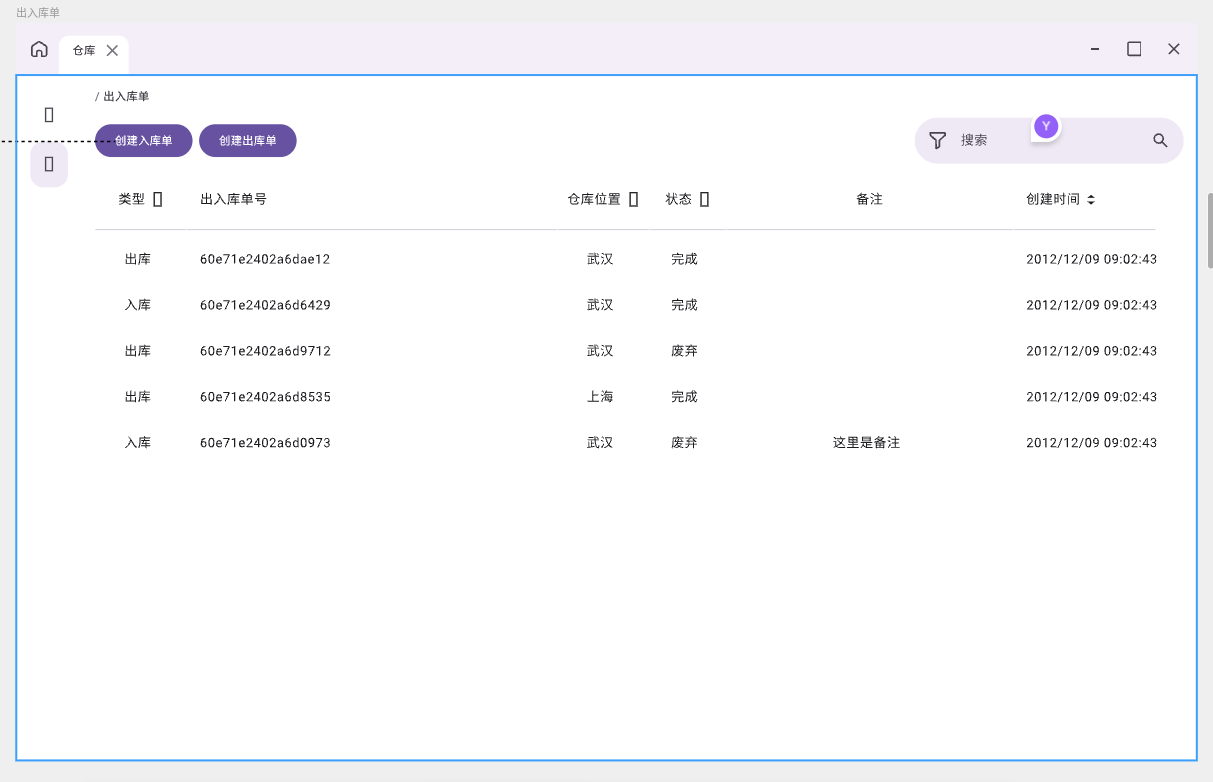 出入库单
仓库
/ 出入库单
创建入库单 创建出库单 搜索 Y
类型 出入库单号 仓库位置 状态 备注 创建时间
出库 60e71e2402a6dae12 武汉 完成 2012/12/09 09:02:43
入库 60e71e2402a6d6429 武汉 完成 2012/12/09 09:02:43
出库 60e71e2402a6d9712 武汉 废弃 2012/12/09 09:02:43
出库 60e71e2402a6d8535 上海 完成 2012/12/09 09:02:43
入库 60e71e2402a6d0973 武汉 废弃 这里是备注 2012/12/09 09:02:43